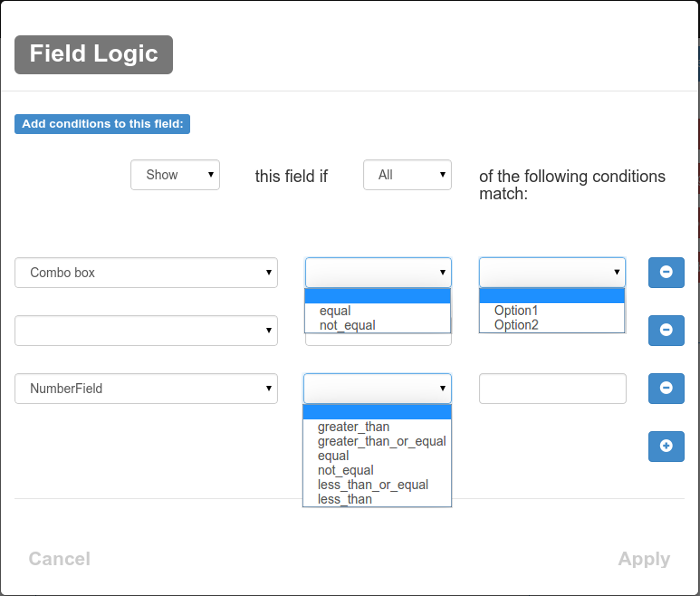 Field Logic
Add conditions to this field:
Show this field if All of the following conditions
match:
Combo box
equal
not_equal
Option1
Option2
NumberField
greater_than
greater_than_or_equal
equal
not_equal
less_than_or_equal
less_than
Cancel Apply